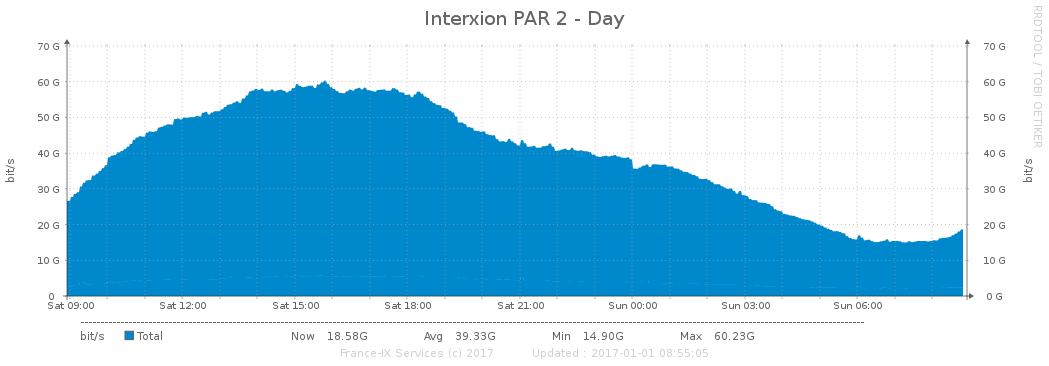 Interxion PAR 2 - Day
RRDTOOL / TOBI OETIKER
bit/s
70 G 70 G
60 G 60 G
50 G 50 G
40 G 40 G
30 G 30 G
20 G 20 G
10 G 10 G
0 0 G
bit/s
Sat 09:00 Sat 12:00 Sat 15:00 Sat 18:00 Sat 21:00 Sun 00:00 Sun 03:00 Sun 06:00
bit/s Total Now 18.58G Avg 39.33G Min 14.90G Max 60.23G
France-IX Services (c) 2017 Updated : 2017-01-01 08:55:05